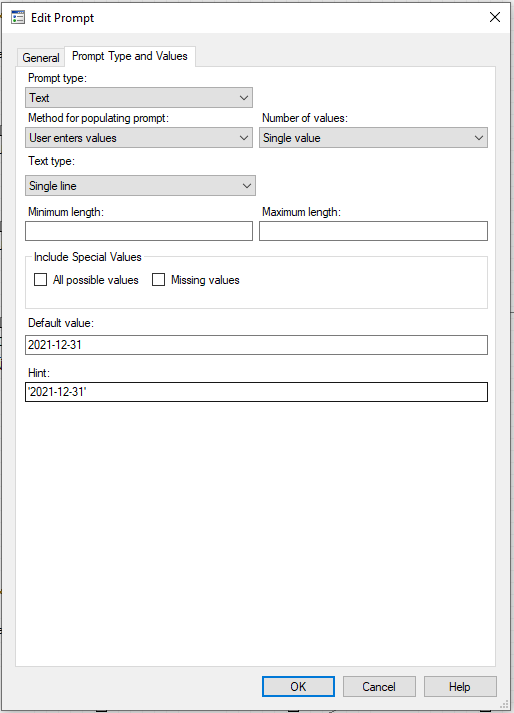 Edit Prompt
General
Prompt Type and Values
Prompt type:
Text
Method for populating prompt:
Number of values:
User enters values
Single value
Text type:
Single line
Minimum length:
Maximum length:
Include Special Values
All possible values
Missing values
Default value:
2021-12-31
Hint:
'2021-12-31'
OK
Cancel
Help